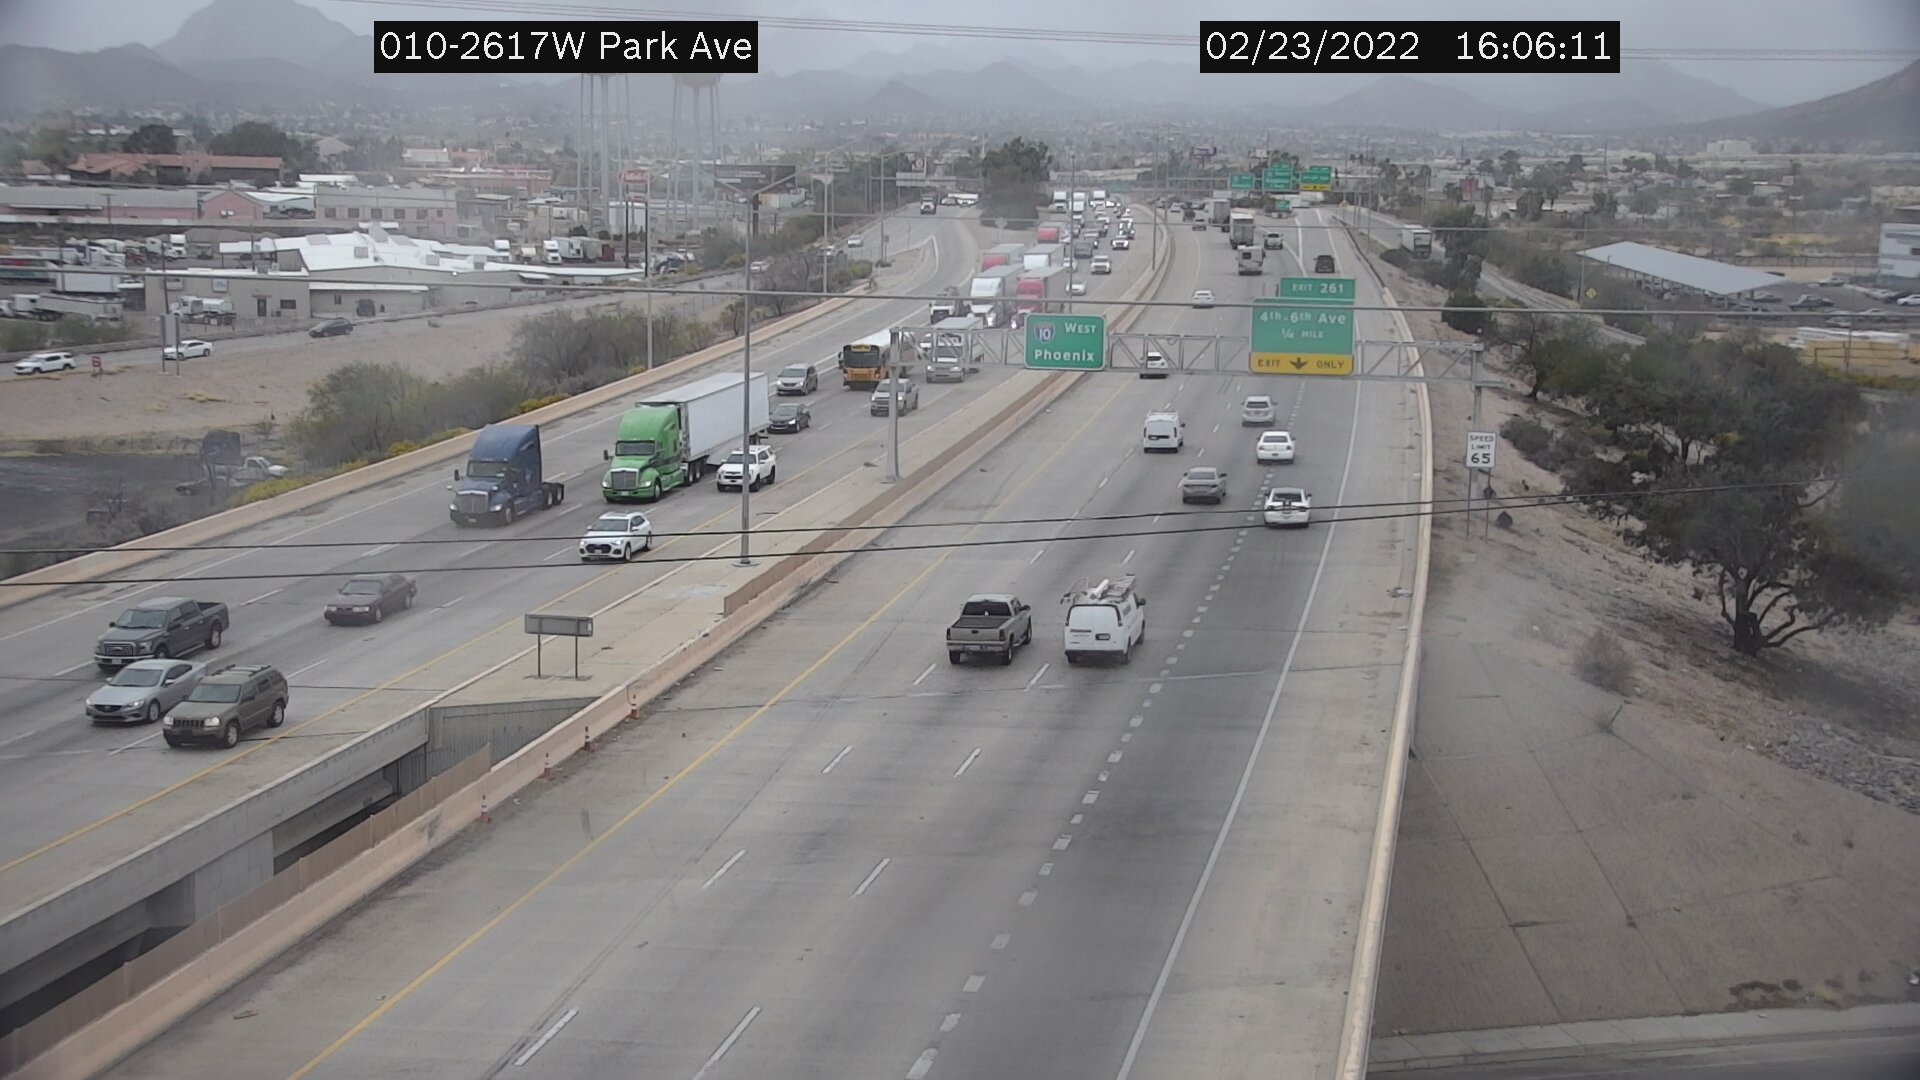 010-2617W Park Ave
02/23/2022 16:06:11
EXIT 261
4th-6th Ave
1/4 MILE
EXIT ONLY
10 WEST
Phoenix
SPEED
LIMIT
65